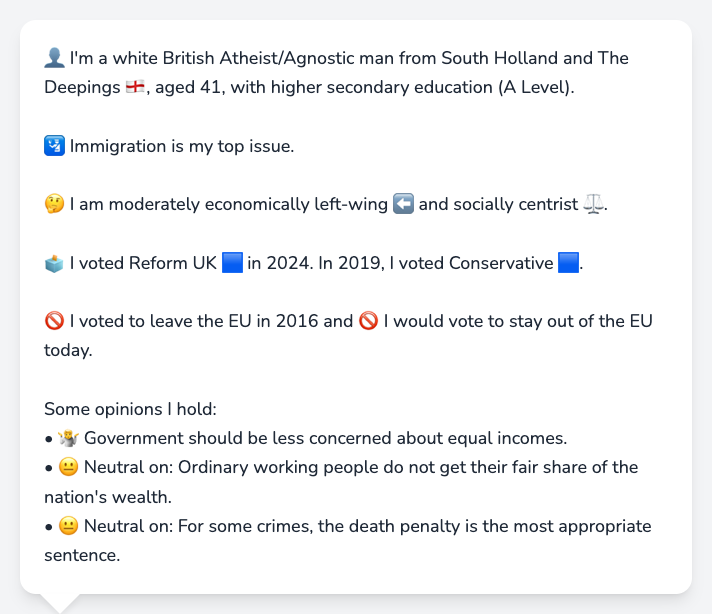 👤 I'm a white British Atheist/Agnostic man from South Holland and The
Deepings 🏴󠁧󠁢󠁥󠁮󠁧󠁿, aged 41, with higher secondary education (A Level).
🛂 Immigration is my top issue.
🤔 I am moderately economically left-wing ⬅️ and socially centrist ⚖️.
🗳️ I voted Reform UK 🟦 in 2024. In 2019, I voted Conservative 🟦.
🚫 I voted to leave the EU in 2016 and 🚫 I would vote to stay out of the EU
today.
Some opinions I hold:
• 🤷 Government should be less concerned about equal incomes.
• 😐 Neutral on: Ordinary working people do not get their fair share of the
nation's wealth.
• 😐 Neutral on: For some crimes, the death penalty is the most appropriate
sentence.